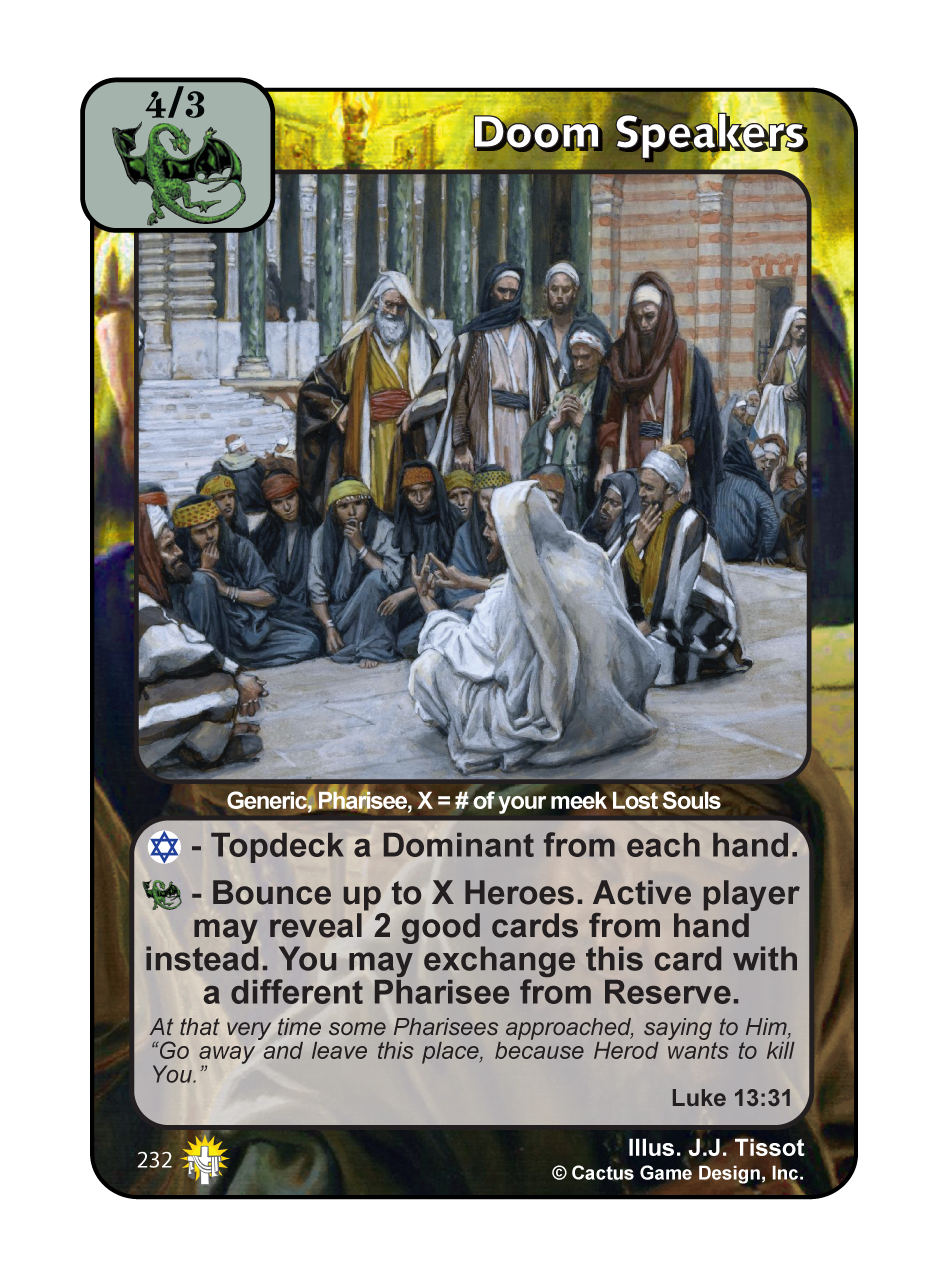 4/3
Doom Speakers
Generic, Pharisee, X = # of your meek Lost Souls
- Topdeck a Dominant from each hand.
- Bounce up to X Heroes. Active player
may reveal 2 good cards from hand
instead. You may exchange this card with
a different Pharisee from Reserve.
At that very time some Pharisees approached, saying to Him,
“Go away and leave this place, because Herod wants to kill
You.”
Luke 13:31
232
Illus. J.J. Tissot
© Cactus Game Design, Inc.